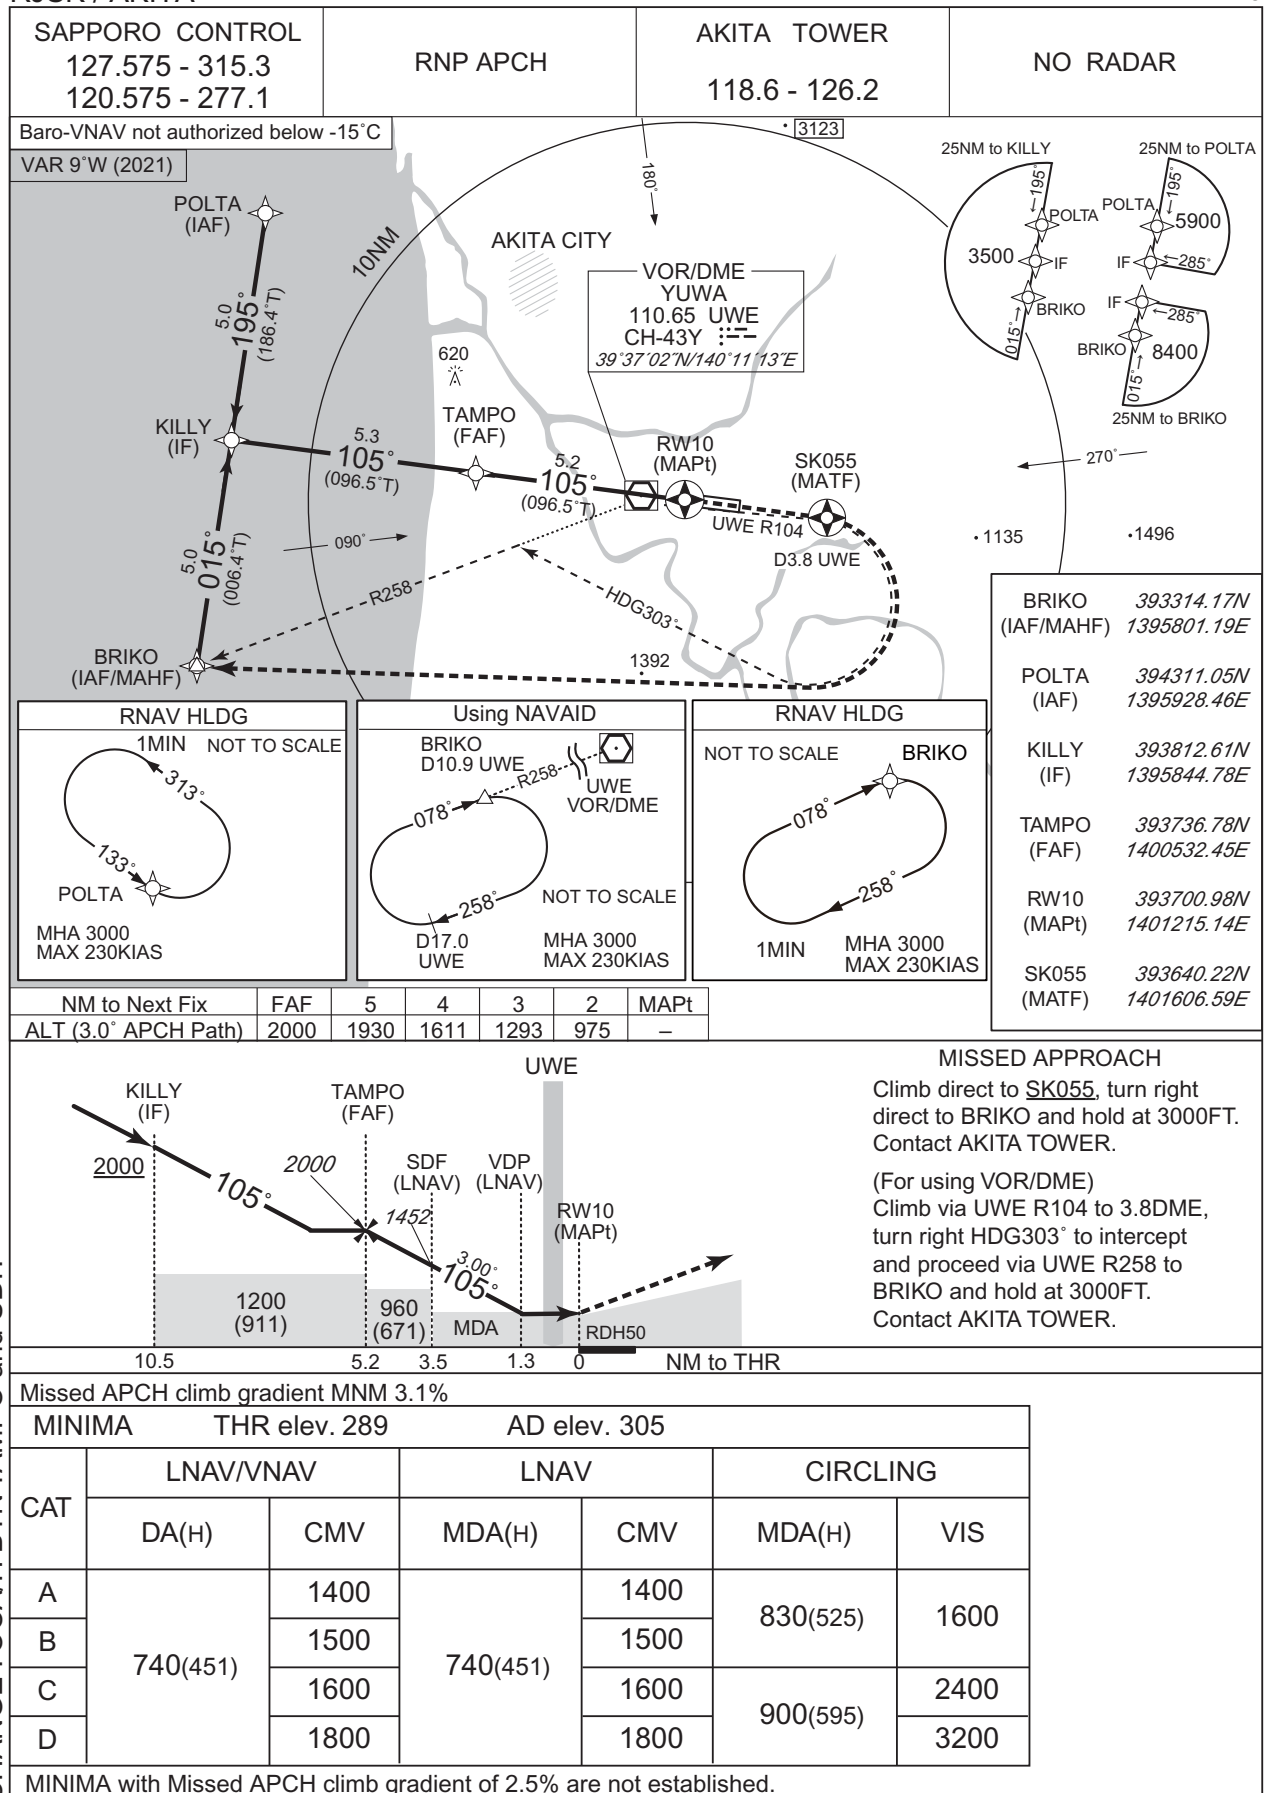 SAPPORO CONTROL
127.575 - 315.3
120.575 - 277.1
RNP APCH
AKITA TOWER
118.6 - 126.2
NO RADAR
Baro-VNAV not authorized below -15˚C
VAR 9˚W (2021)
3123
180˚
10NM
AKITA CITY
620
VOR/DME
YUWA
110.65 UWE
CH-43Y
39˚37´02˝N/140˚11´13˝E
25NM to KILLY
195˚
POLTA
3500
IF
BRIKO
015˚
25NM to POLTA
195˚
POLTA
5900
IF
285˚
IF
285˚
BRIKO
8400
015˚
25NM to BRIKO
POLTA
(IAF)
5.0
195˚
(186.4˚T)
KILLY
(IF)
5.3
105˚
(096.5˚T)
TAMPO
(FAF)
5.2
105˚
(096.5˚T)
RW10
(MAPt)
SK055
(MATF)
UWE R104
D3.8 UWE
270˚
1135
1496
090˚
5.0
015˚
(006.4˚T)
R258
HDG303˚
BRIKO
(IAF/MAHF)
1392
BRIKO 393314.17N
(IAF/MAHF) 1395801.19E
POLTA 394311.05N
(IAF) 1395928.46E
KILLY 393812.61N
(IF) 1395844.78E
TAMPO 393736.78N
(FAF) 1400532.45E
RW10 393700.98N
(MAPt) 1401215.14E
SK055 393640.22N
(MATF) 1401606.59E
RNAV HLDG
1MIN NOT TO SCALE
313˚
133˚
POLTA
MHA 3000
MAX 230KIAS
Using NAVAID
BRIKO
D10.9 UWE
R258
UWE
VOR/DME
078˚
258˚
NOT TO SCALE
D17.0
UWE
MHA 3000
MAX 230KIAS
RNAV HLDG
NOT TO SCALE
BRIKO
078˚
258˚
1MIN
MHA 3000
MAX 230KIAS
NM to Next Fix FAF 5 4 3 2 MAPt
ALT (3.0˚ APCH Path) 2000 1930 1611 1293 975 –
UWE
KILLY
(IF)
TAMPO
(FAF)
2000
105˚
2000
SDF
(LNAV)
VDP
(LNAV)
1452
3.00˚
105˚
RW10
(MAPt)
1200
(911)
960
(671)
MDA
RDH50
10.5 5.2 3.5 1.3 0 NM to THR
MISSED APPROACH
Climb direct to SK055, turn right
direct to BRIKO and hold at 3000FT.
Contact AKITA TOWER.
(For using VOR/DME)
Climb via UWE R104 to 3.8DME,
turn right HDG303˚ to intercept
and proceed via UWE R258 to
BRIKO and hold at 3000FT.
Contact AKITA TOWER.
Missed APCH climb gradient MNM 3.1%
MINIMA THR elev. 289 AD elev. 305
CAT LNAV/VNAV LNAV CIRCLING
DA(H) CMV MDA(H) CMV MDA(H) VIS
A 740(451) 1400 740(451) 1400 830(525) 1600
B 1500 1500
C 1600 1600 900(595) 2400
D 1800 1800 3200
MINIMA with Missed APCH climb gradient of 2.5% are not established.